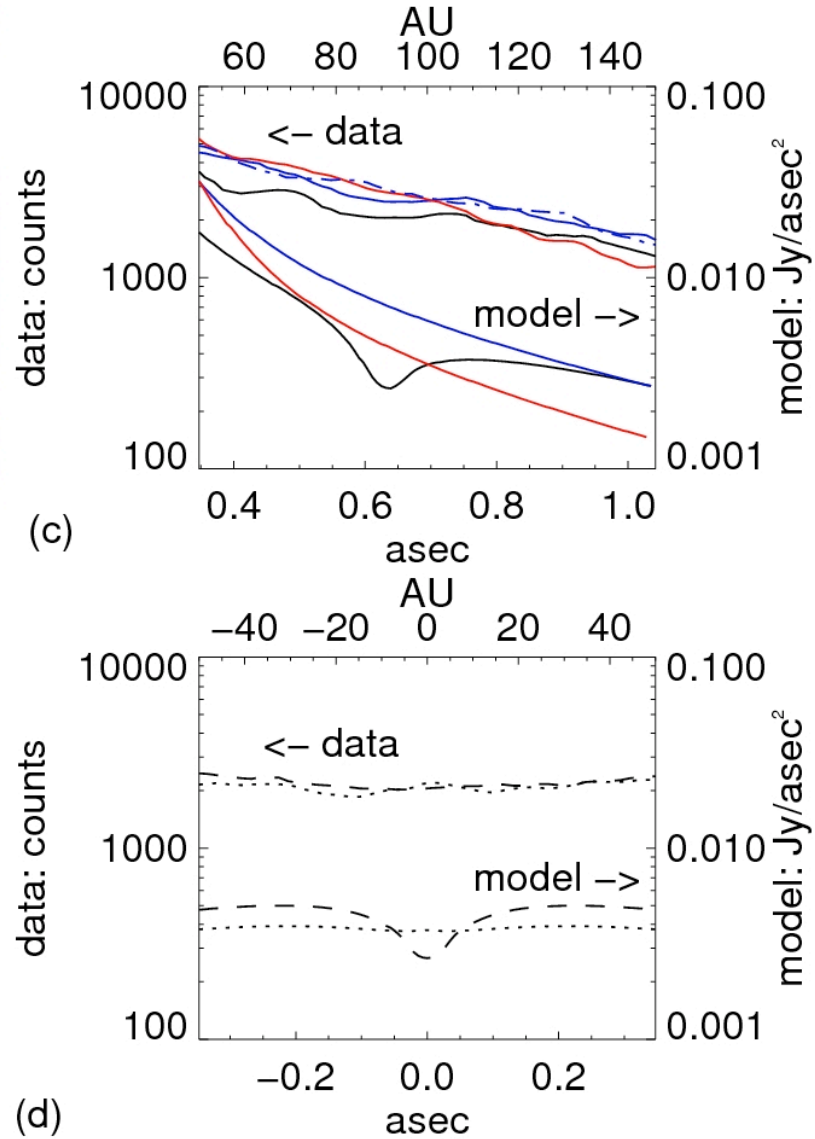 AU
60 80 100 120 140
10000 0.100
<– data
data: counts
1000 0.010
model: Jy/asec²
model –>
100 0.001
0.4 0.6 0.8 1.0
(c)
asec
AU
−40 −20 0 20 40
10000 0.100
<– data
data: counts
1000 0.010
model: Jy/asec²
model –>
100 0.001
−0.2 0.0 0.2
(d)
asec